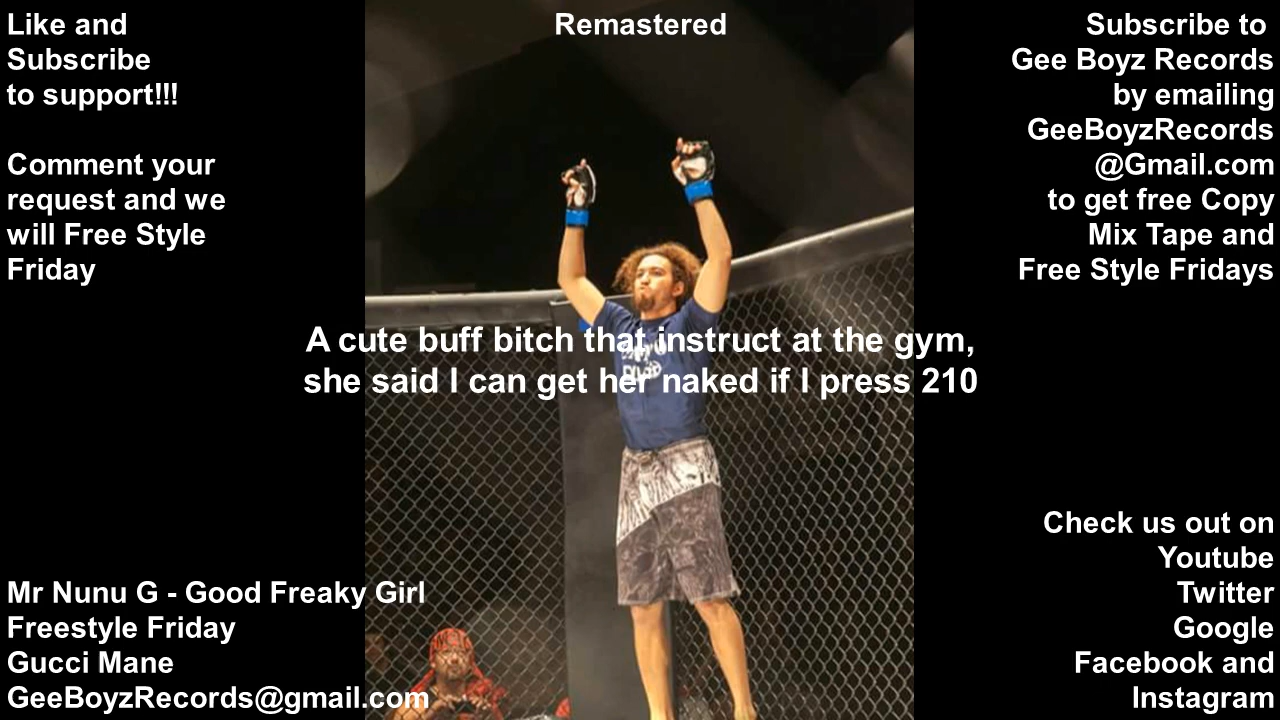 Like and
Subscribe
to support!!!
Comment your
request and we
will Free Style
Friday
Remastered
Subscribe to
Gee Boyz Records
by emailing
GeeBoyzRecords
@Gmail.com
to get free Copy
Mix Tape and
Free Style Fridays
A cute buff bitch that instruct at the gym,
she said I can get her naked if I press 210
Mr Nunu G - Good Freaky Girl
Freestyle Friday
Gucci Mane
GeeBoyzRecords@gmail.com
Check us out on
Youtube
Twitter
Google
Facebook and
Instagram